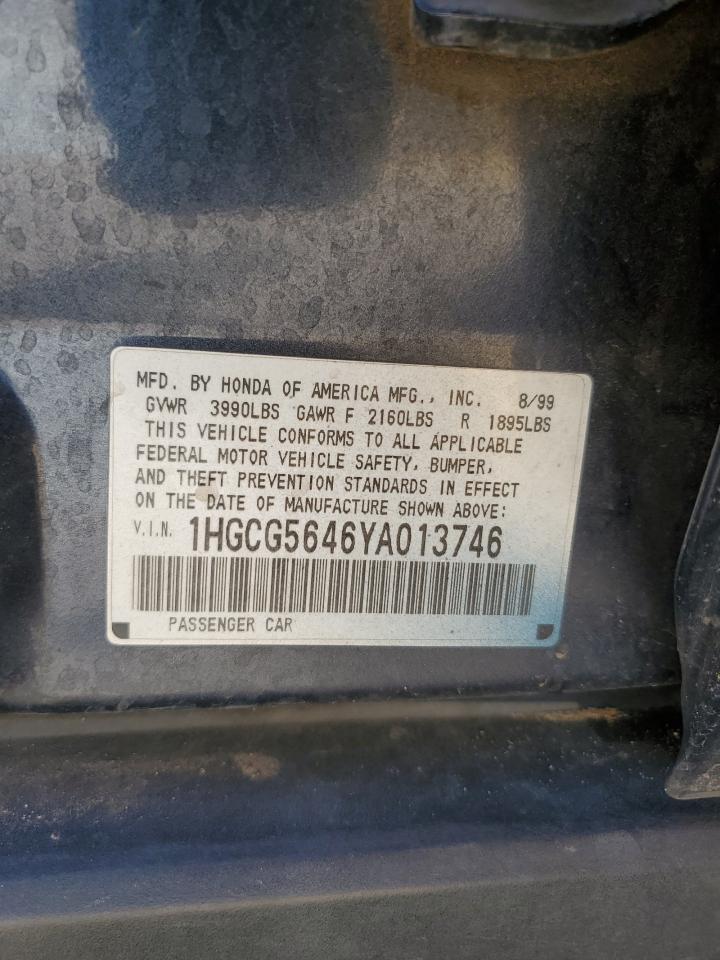 MFD. BY HONDA OF AMERICA MFG., INC. 8/99
GVWR 3990LBS GAWR F 2160LBS R 1895LBS
THIS VEHICLE CONFORMS TO ALL APPLICABLE
FEDERAL MOTOR VEHICLE SAFETY, BUMPER,
AND THEFT PREVENTION STANDARDS IN EFFECT
ON THE DATE OF MANUFACTURE SHOWN ABOVE:
V.I.N. 1HGCG5646YA013746
PASSENGER CAR